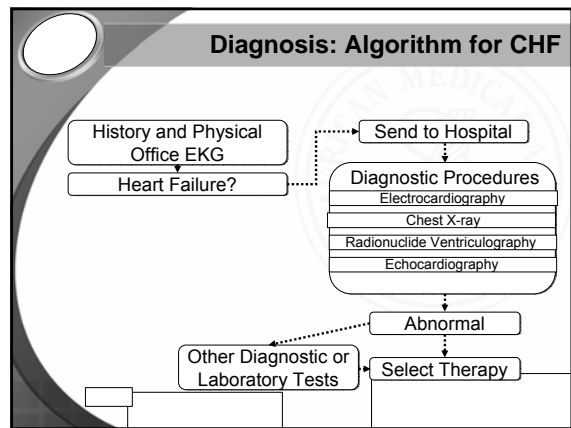 Diagnosis: Algorithm for CHF
History and Physical
Office EKG
Heart Failure?
Send to Hospital
Diagnostic Procedures
Electrocardiography
Chest X-ray
Radionuclide Ventriculography
Echocardiography
Abnormal
Other Diagnostic or
Laboratory Tests
Select Therapy